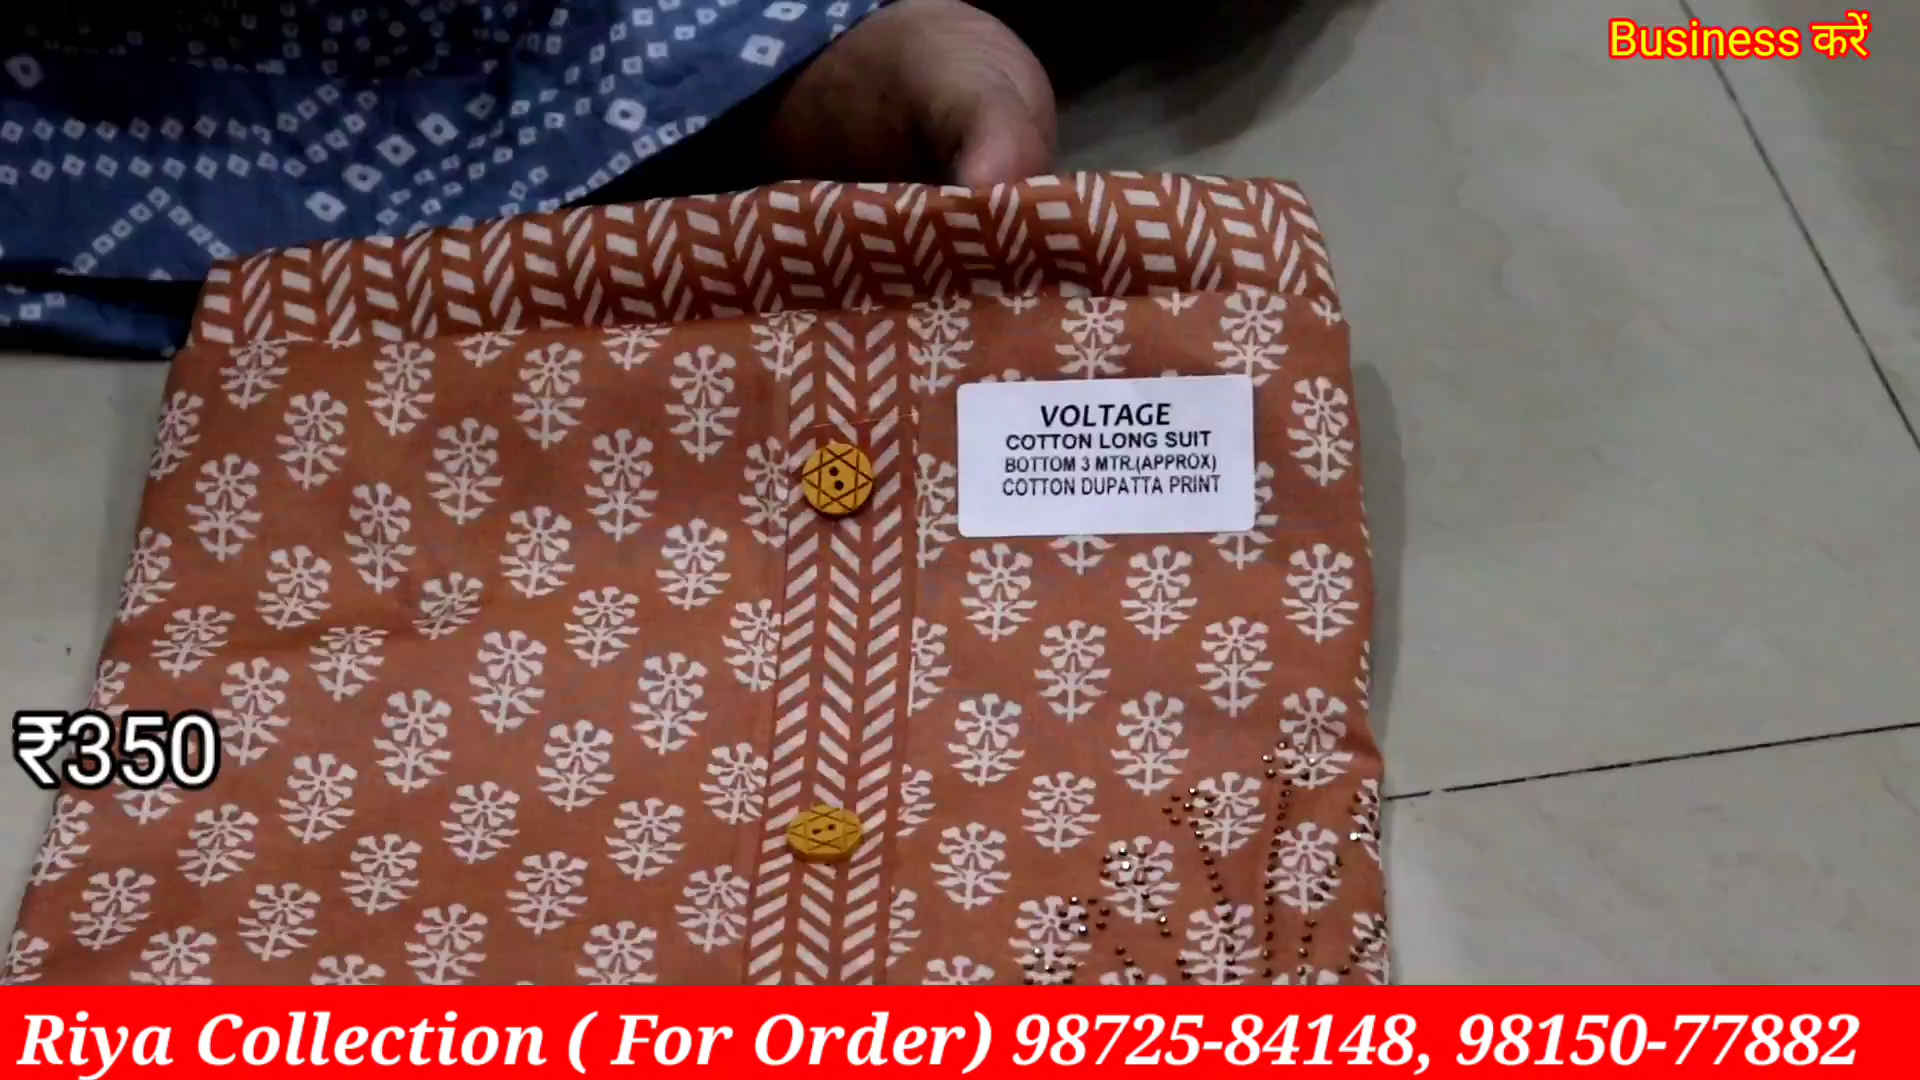 Business करें
VOLTAGE
COTTON LONG SUIT
BOTTOM 3 MTR.(APPROX)
COTTON DUPATTA PRINT
₹350
Riya Collection ( For Order) 98725-84148, 98150-77882